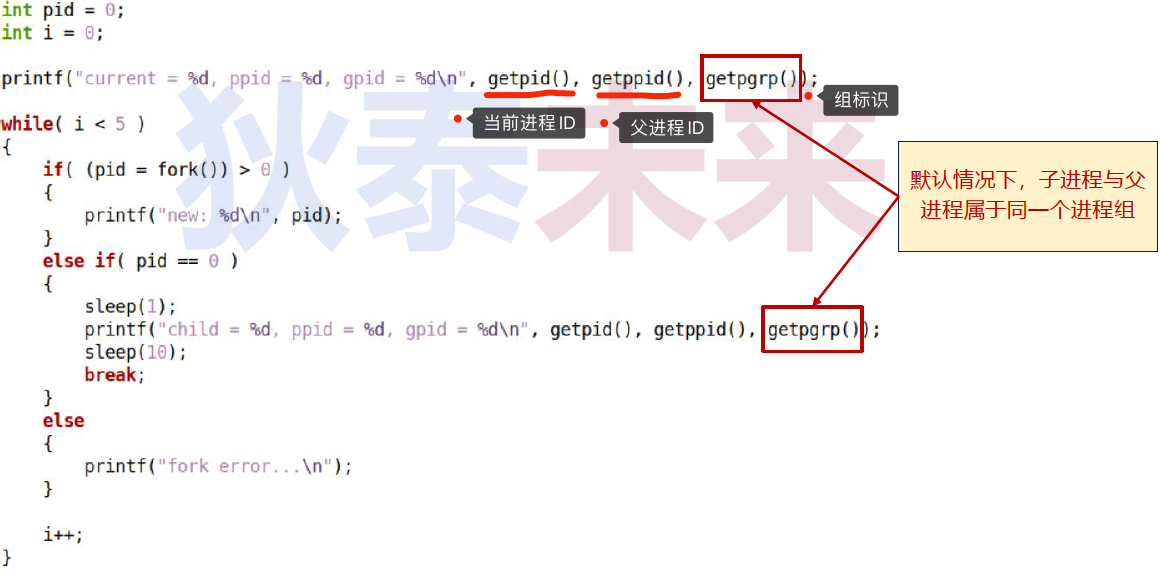 int pid = 0;
int i = 0;
printf("current = %d, ppid = %d, gpid = %d\n", getpid(), getppid(), getpgrp());
组标识
当前进程ID
父进程ID
while( i < 5 )
{
if( (pid = fork()) > 0 )
{
printf("new: %d\n", pid);
}
else if( pid == 0 )
{
sleep(1);
printf("child = %d, ppid = %d, gpid = %d\n", getpid(), getppid(), getpgrp());
sleep(10);
break;
}
else
{
printf("fork error...\n");
}
i++;
}
默认情况下，子进程与父
进程属于同一个进程组
狄泰未来